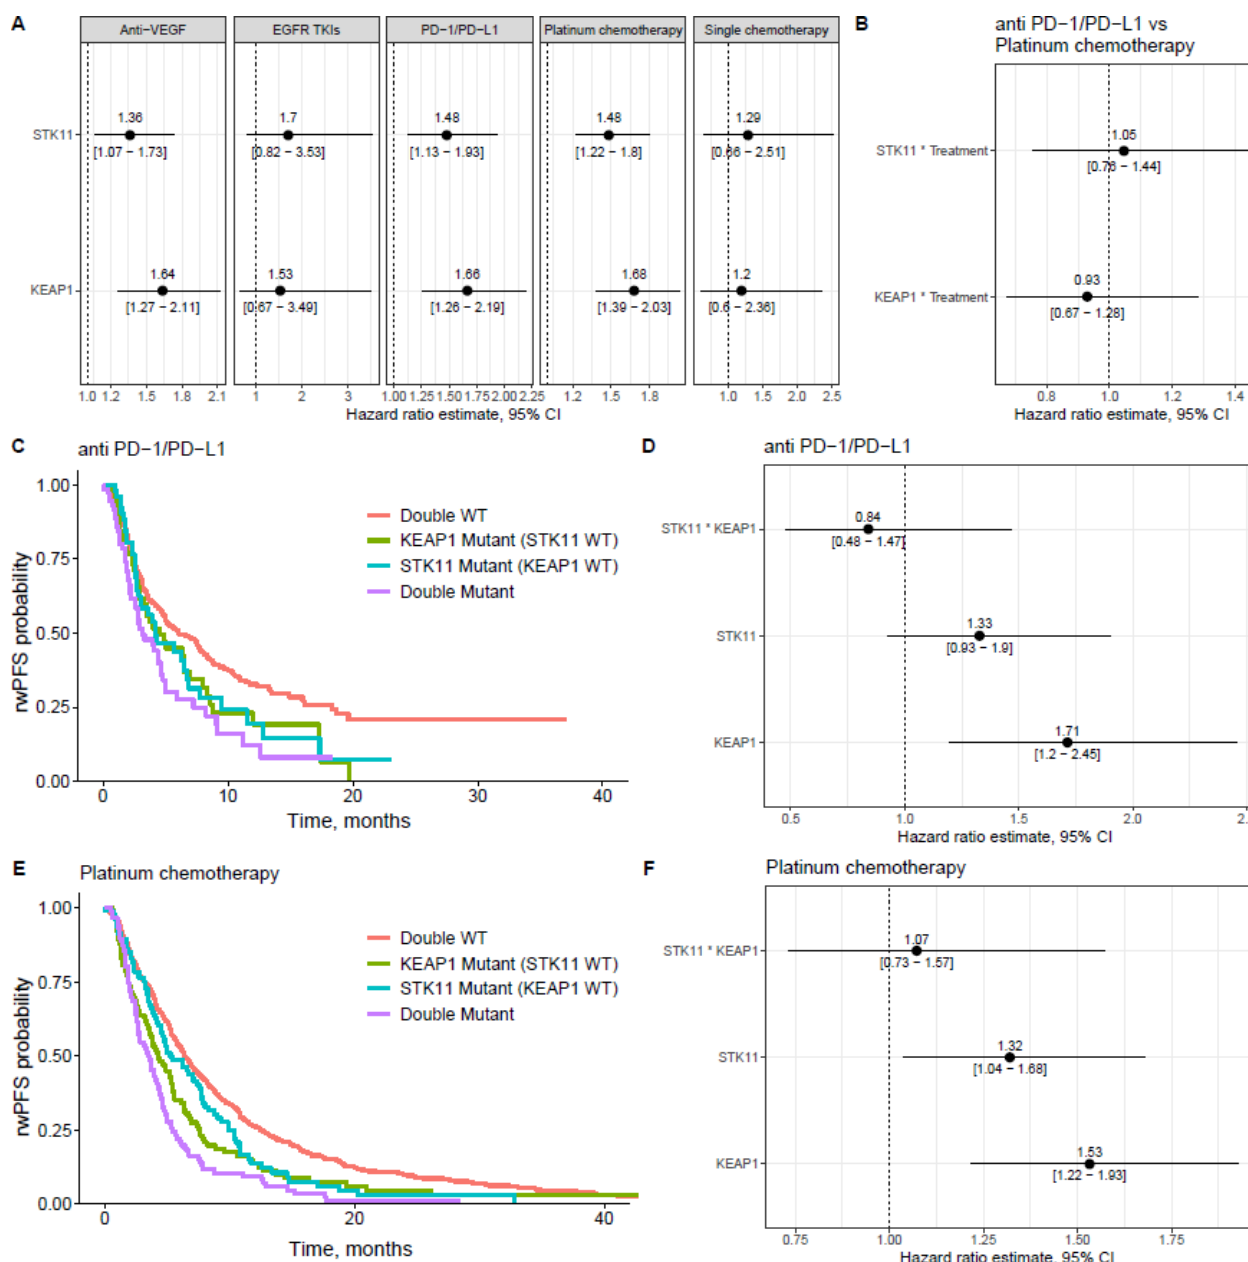 A
Anti−VEGF EGFR TKIs PD−1/PD−L1 Platinum chemotherapy Single chemotherapy
STK11
1.36 1.7 1.48 1.48 1.29
[1.07 − 1.73] [0.82 − 3.53] [1.13 − 1.93] [1.22 − 1.8] [0.66 − 2.51]
KEAP1
1.64 1.53 1.66 1.68 1.2
[1.27 − 2.11] [0.67 − 3.49] [1.26 − 2.19] [1.39 − 2.03] [0.6 − 2.36]
1.0 1.2 1.5 1.8 2.1 1 2 3 1.00 1.25 1.50 1.75 2.00 2.25 1.2 1.5 1.8 1.0 1.5 2.0 2.5
Hazard ratio estimate, 95% CI
B
anti PD−1/PD−L1 vs
Platinum chemotherapy
STK11 * Treatment
1.05
[0.76 − 1.44]
KEAP1 * Treatment
0.93
[0.67 − 1.28]
0.8 1.0 1.2 1.4
Hazard ratio estimate, 95% CI
C
anti PD−1/PD−L1
rwPFS probability
1.00
0.75
0.50
0.25
0.00
Double WT
KEAP1 Mutant (STK11 WT)
STK11 Mutant (KEAP1 WT)
Double Mutant
0 10 20 30 40
Time, months
D
anti PD−1/PD−L1
STK11 * KEAP1
0.84
[0.48 − 1.47]
STK11
1.33
[0.93 − 1.9]
KEAP1
1.71
[1.2 − 2.45]
0.5 1.0 1.5 2.0 2.5
Hazard ratio estimate, 95% CI
E
Platinum chemotherapy
rwPFS probability
1.00
0.75
0.50
0.25
0.00
Double WT
KEAP1 Mutant (STK11 WT)
STK11 Mutant (KEAP1 WT)
Double Mutant
0 20 40
Time, months
F
Platinum chemotherapy
STK11 * KEAP1
1.07
[0.73 − 1.57]
STK11
1.32
[1.04 − 1.68]
KEAP1
1.53
[1.22 − 1.93]
0.75 1.00 1.25 1.50 1.75
Hazard ratio estimate, 95% CI